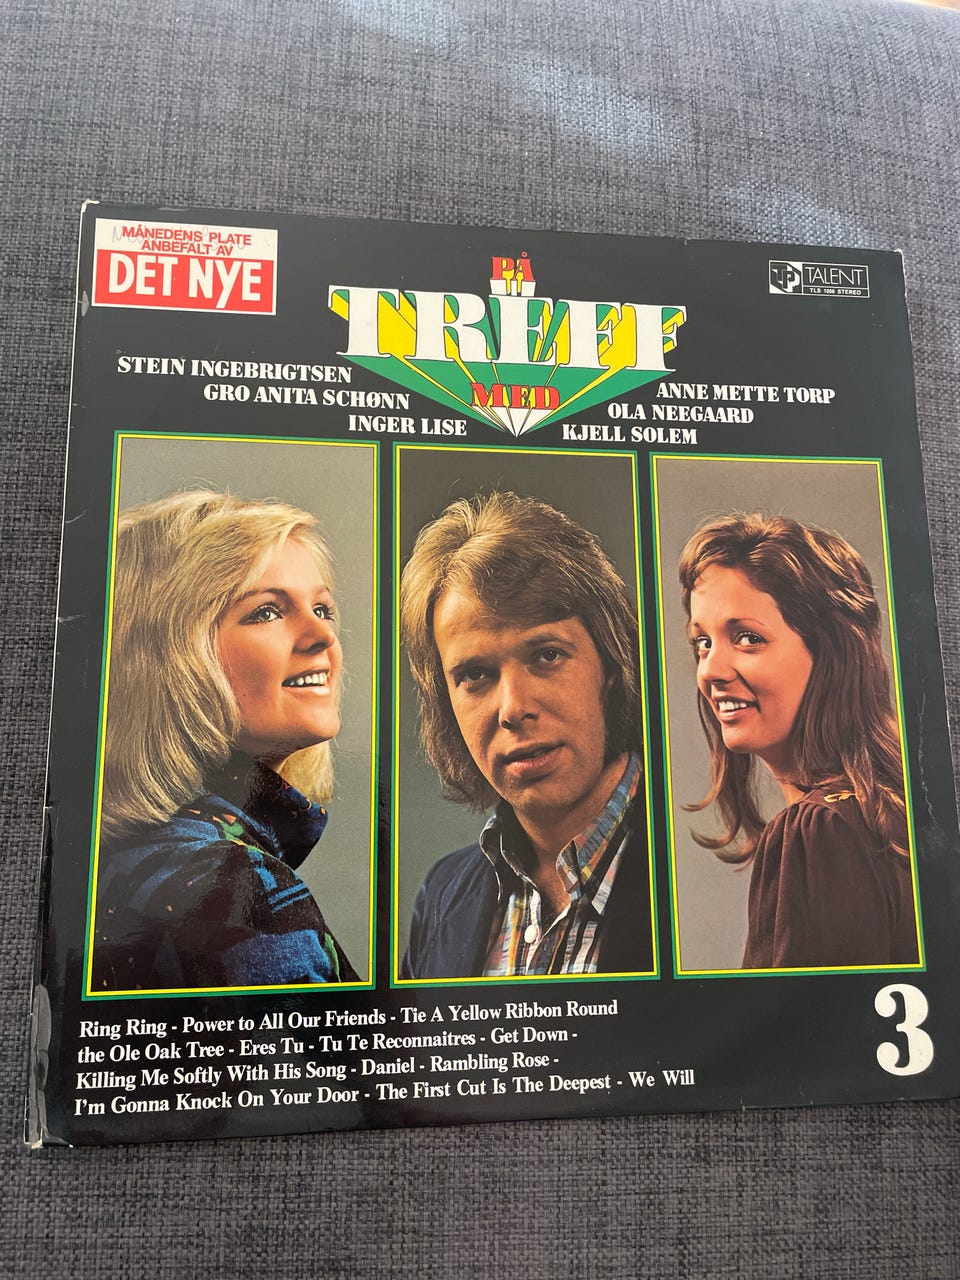 MÅNEDENS PLATE
ANBEFALT AV
DET NYE
PÅ
TREFF
MED
TP TALENT
TLS 1006 STEREO
STEIN INGEBRIGTSEN
GRO ANITA SCHØNN
INGER LISE
ANNE METTE TORP
OLA NEEGAARD
KJELL SOLEM
Ring Ring - Power to All Our Friends - Tie A Yellow Ribbon Round
the Ole Oak Tree - Eres Tu - Tu Te Reconnaitres - Get Down -
Killing Me Softly With His Song - Daniel - Rambling Rose -
I'm Gonna Knock On Your Door - The First Cut Is The Deepest - We Will
3